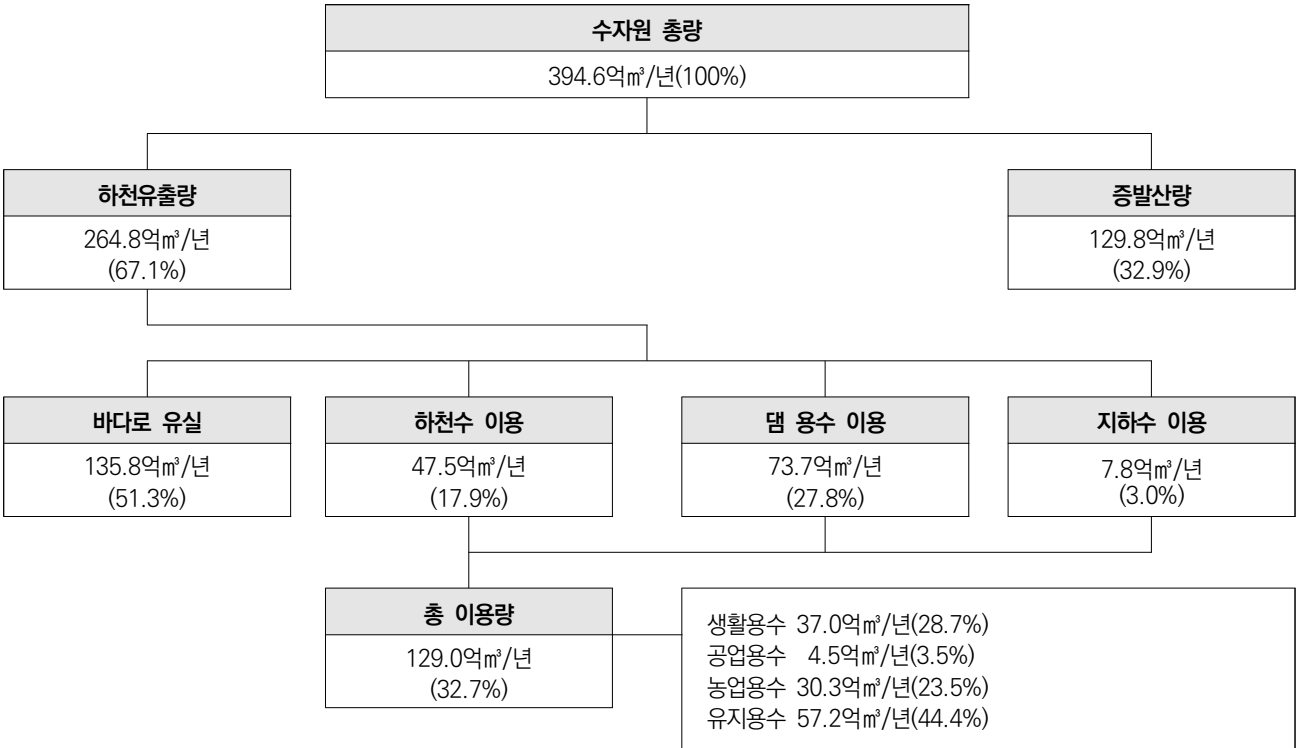 수자원 총량
394.6억㎥/년(100%)
하천유출량
264.8억㎥/년
(67.1%)
증발산량
129.8억㎥/년
(32.9%)
바다로 유실
135.8억㎥/년
(51.3%)
하천수 이용
47.5억㎥/년
(17.9%)
댐 용수 이용
73.7억㎥/년
(27.8%)
지하수 이용
7.8억㎥/년
(3.0%)
총 이용량
129.0억㎥/년
(32.7%)
생활용수 37.0억㎥/년(28.7%)
공업용수 4.5억㎥/년(3.5%)
농업용수 30.3억㎥/년(23.5%)
유지용수 57.2억㎥/년(44.4%)